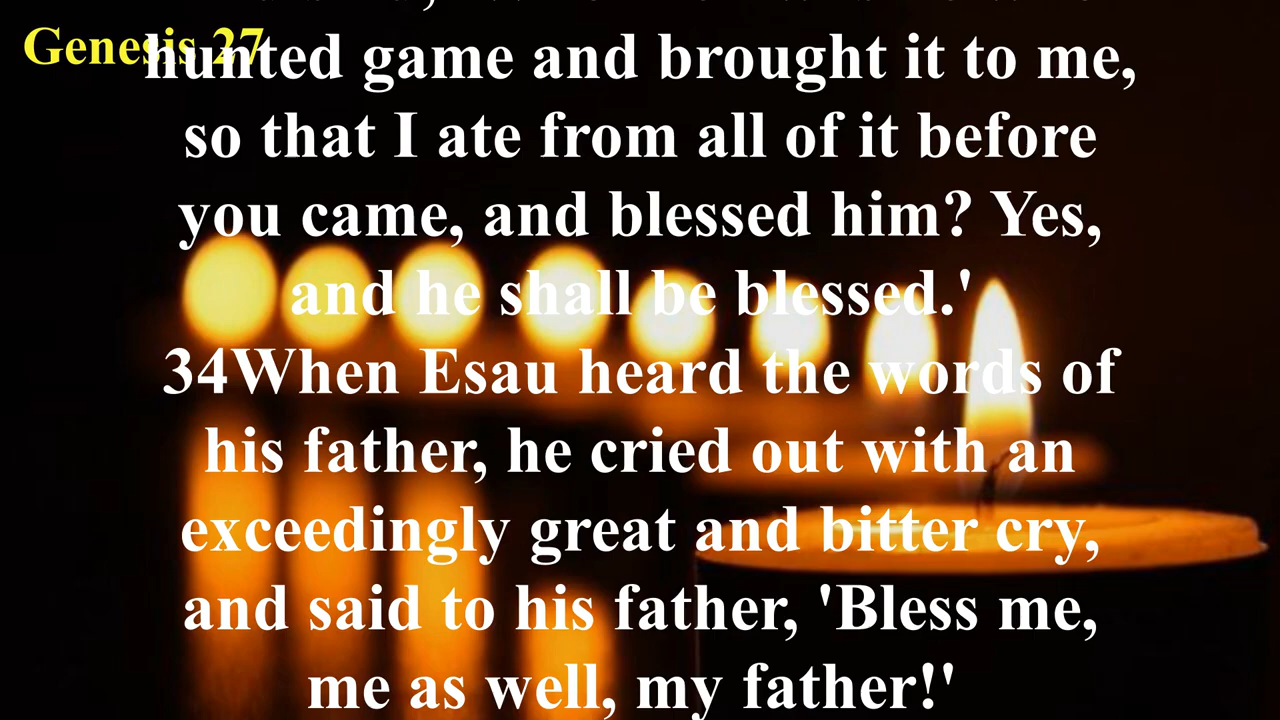 Genesis 27
hunted game and brought it to me,
so that I ate from all of it before
you came, and blessed him? Yes,
and he shall be blessed.'
34When Esau heard the words of
his father, he cried out with an
exceedingly great and bitter cry,
and said to his father, 'Bless me,
me as well, my father!'